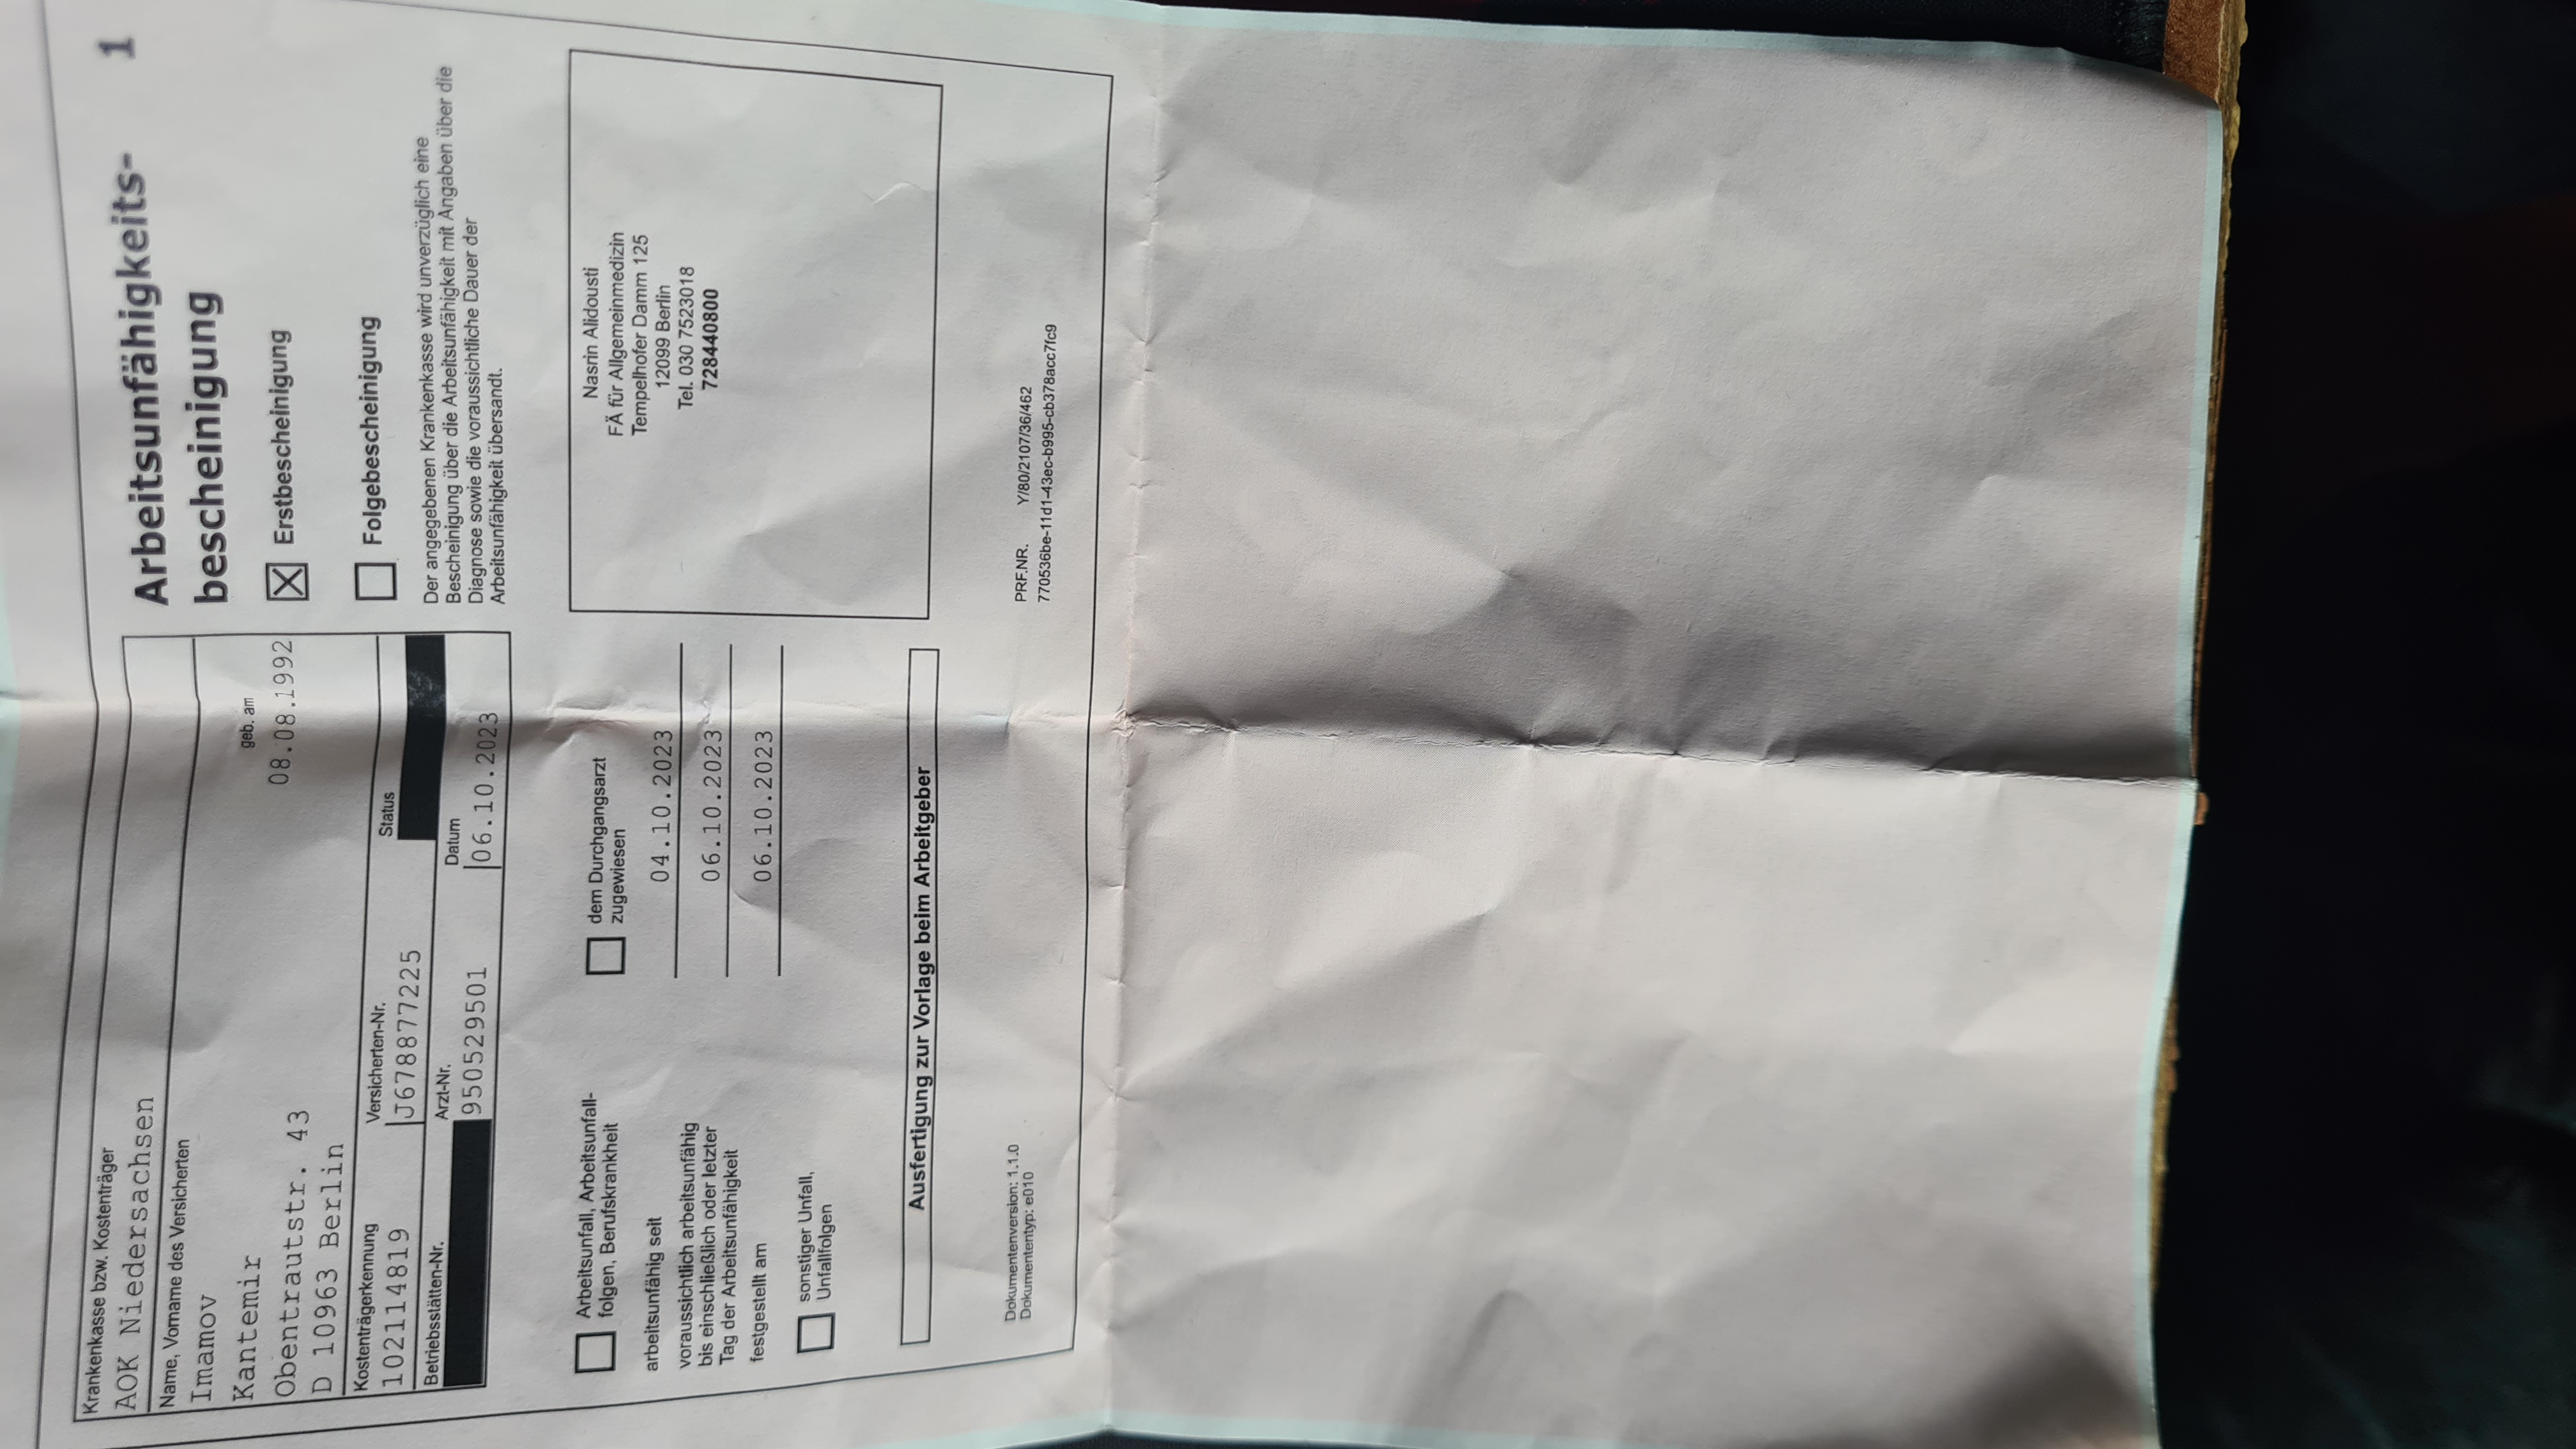 Krankenkasse bzw. Kostenträger
AOK Niedersachsen
Name, Vorname des Versicherten
Imamov
Kantemir
geb. am
Obentrautstr. 43
08.08.1992
D 10963 Berlin
Kostenträgerkennung
Versicherten-Nr.
Status
102114819
J678877225
Betriebsstätten-Nr.
Arzt-Nr.
Datum
950529501
06.10.2023
Arbeitsunfähigkeits-
bescheinigung
1
Erstbescheinigung
Folgebescheinigung
Der angegebenen Krankenkasse wird unverzüglich eine
Bescheinigung über die Arbeitsunfähigkeit mit Angaben über die
Diagnose sowie die voraussichtliche Dauer der
Arbeitsunfähigkeit übersandt.
Arbeitsunfall, Arbeitsunfall-
folgen, Berufskrankheit
dem Durchgangsarzt
zugewiesen
arbeitsunfähig seit
04.10.2023
voraussichtlich arbeitsunfähig
bis einschließlich oder letzter
Tag der Arbeitsunfähigkeit
06.10.2023
festgestellt am
06.10.2023
sonstiger Unfall,
Unfallfolgen
Nasrin Alidousti
FÄ für Allgemeinmedizin
Tempelhofer Damm 125
12099 Berlin
Tel. 030 7523018
728440800
Ausfertigung zur Vorlage beim Arbeitgeber
Dokumentenversion: 1.1.0
Dokumententyp: e010
PRF.NR. Y/80/2107/36/462
770536be-11d1-43ec-b995-cb378acc7fc9